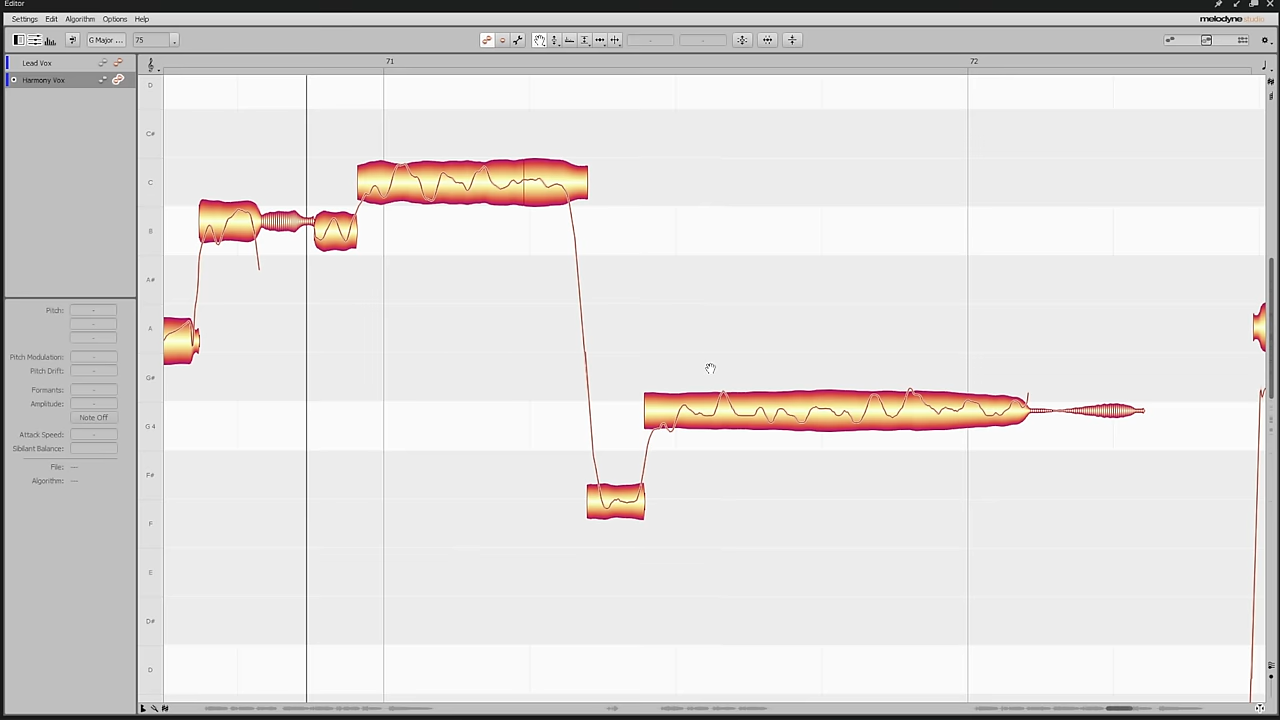 Editor
Settings Edit Algorithm Options Help
melodyne studio
G Major ... 75
Lead Vox
Harmony Vox
71 72
D
C#
C
B
A#
A
G#
G 4
F#
F
E
D#
D
Pitch: -
-
-
Pitch Modulation: -
Pitch Drift: -
Formants: -
Amplitude: -
Note Off
Attack Speed: -
Sibilant Balance:
File: —
Algorithm: —